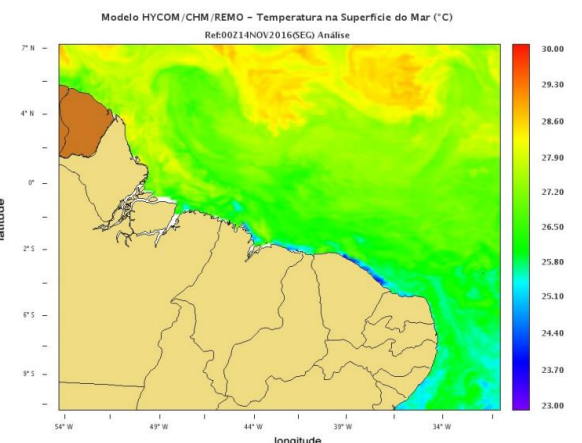 Modelo HYCOM/CHM/REMO - Temperatura na Superfície do Mar (°C)
Ref:00Z14NOV2016(SEG) Análise
7° N
4° N
0°
2° S
6° S
9° S
latitude
54° W
49° W
44° W
39° W
34° W
longitude
30.00
29.30
28.60
27.90
27.20
26.50
25.80
25.10
24.40
23.70
23.00